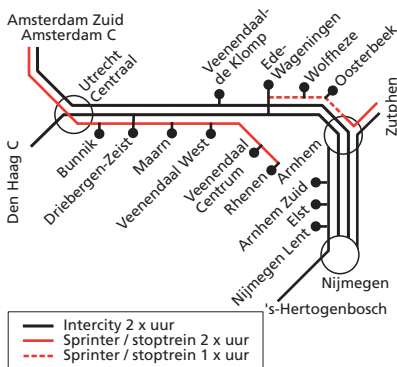 Amsterdam Zuid
Amsterdam C
Utrecht
Centraal
Veenendaal-
de Klomp
Ede-
Wageningen
Wolfheze
Oosterbeek
Zutphen
Den Haag C
Bunnik
Driebergen-Zeist
Maarn
Veenendaal West
Veenendaal
Centrum
Rhenen
Arnhem
Arnhem Zuid
Elst
Nijmegen Lent
Nijmegen
's-Hertogenbosch
Intercity 2 x uur
Sprinter / stoptrein 2 x uur
Sprinter / stoptrein 1 x uur